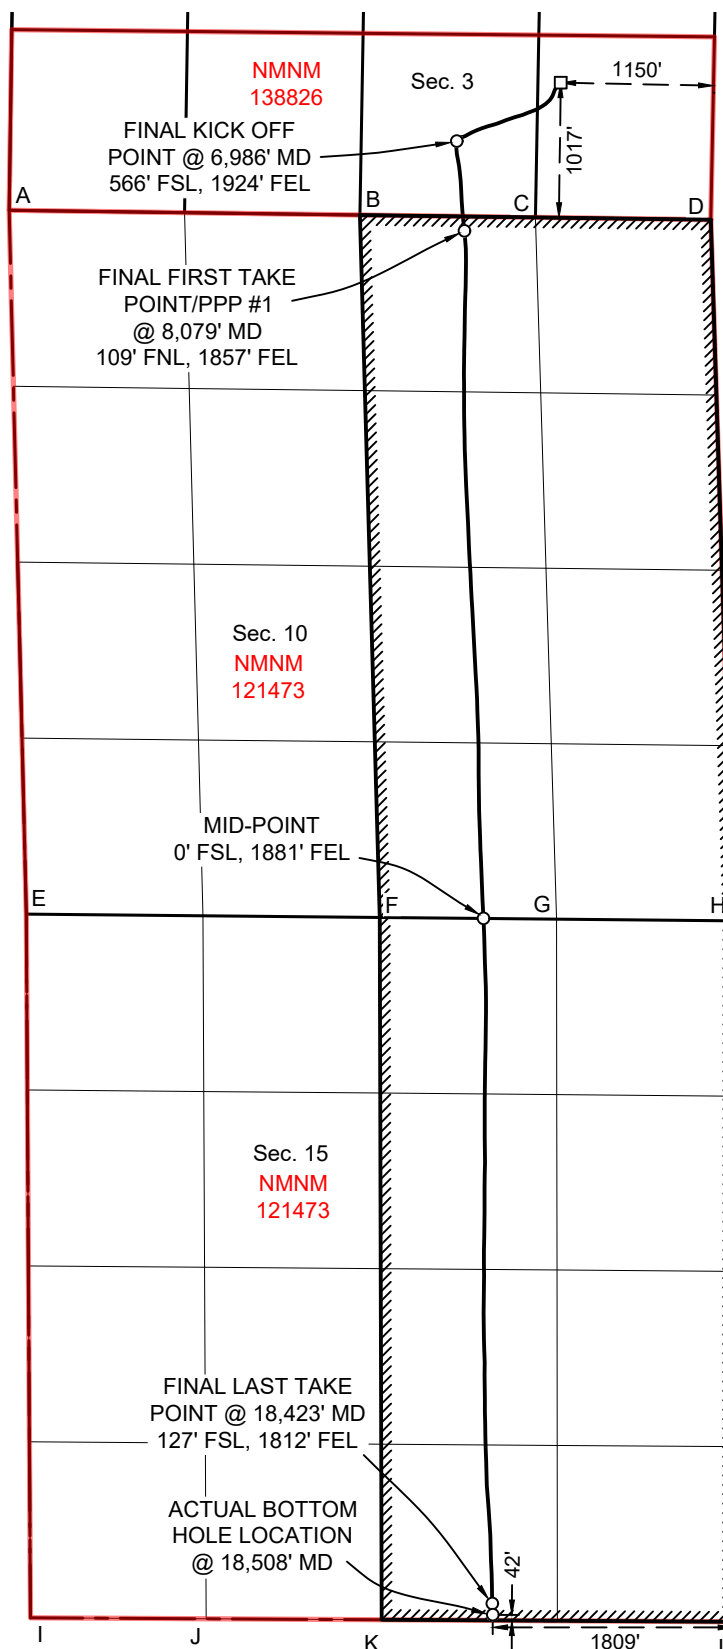 NMNM
138826
Sec. 3
1150'
1017'
FINAL KICK OFF
POINT @ 6,986' MD
566' FSL, 1924' FEL
A
B
C
D
FINAL FIRST TAKE
POINT/PPP #1
@ 8,079' MD
109' FNL, 1857' FEL
Sec. 10
NMNM
121473
MID-POINT
0' FSL, 1881' FEL
E
F
G
H
Sec. 15
NMNM
121473
FINAL LAST TAKE
POINT @ 18,423' MD
127' FSL, 1812' FEL
ACTUAL BOTTOM
HOLE LOCATION
@ 18,508' MD
42'
I
J
K
1809'